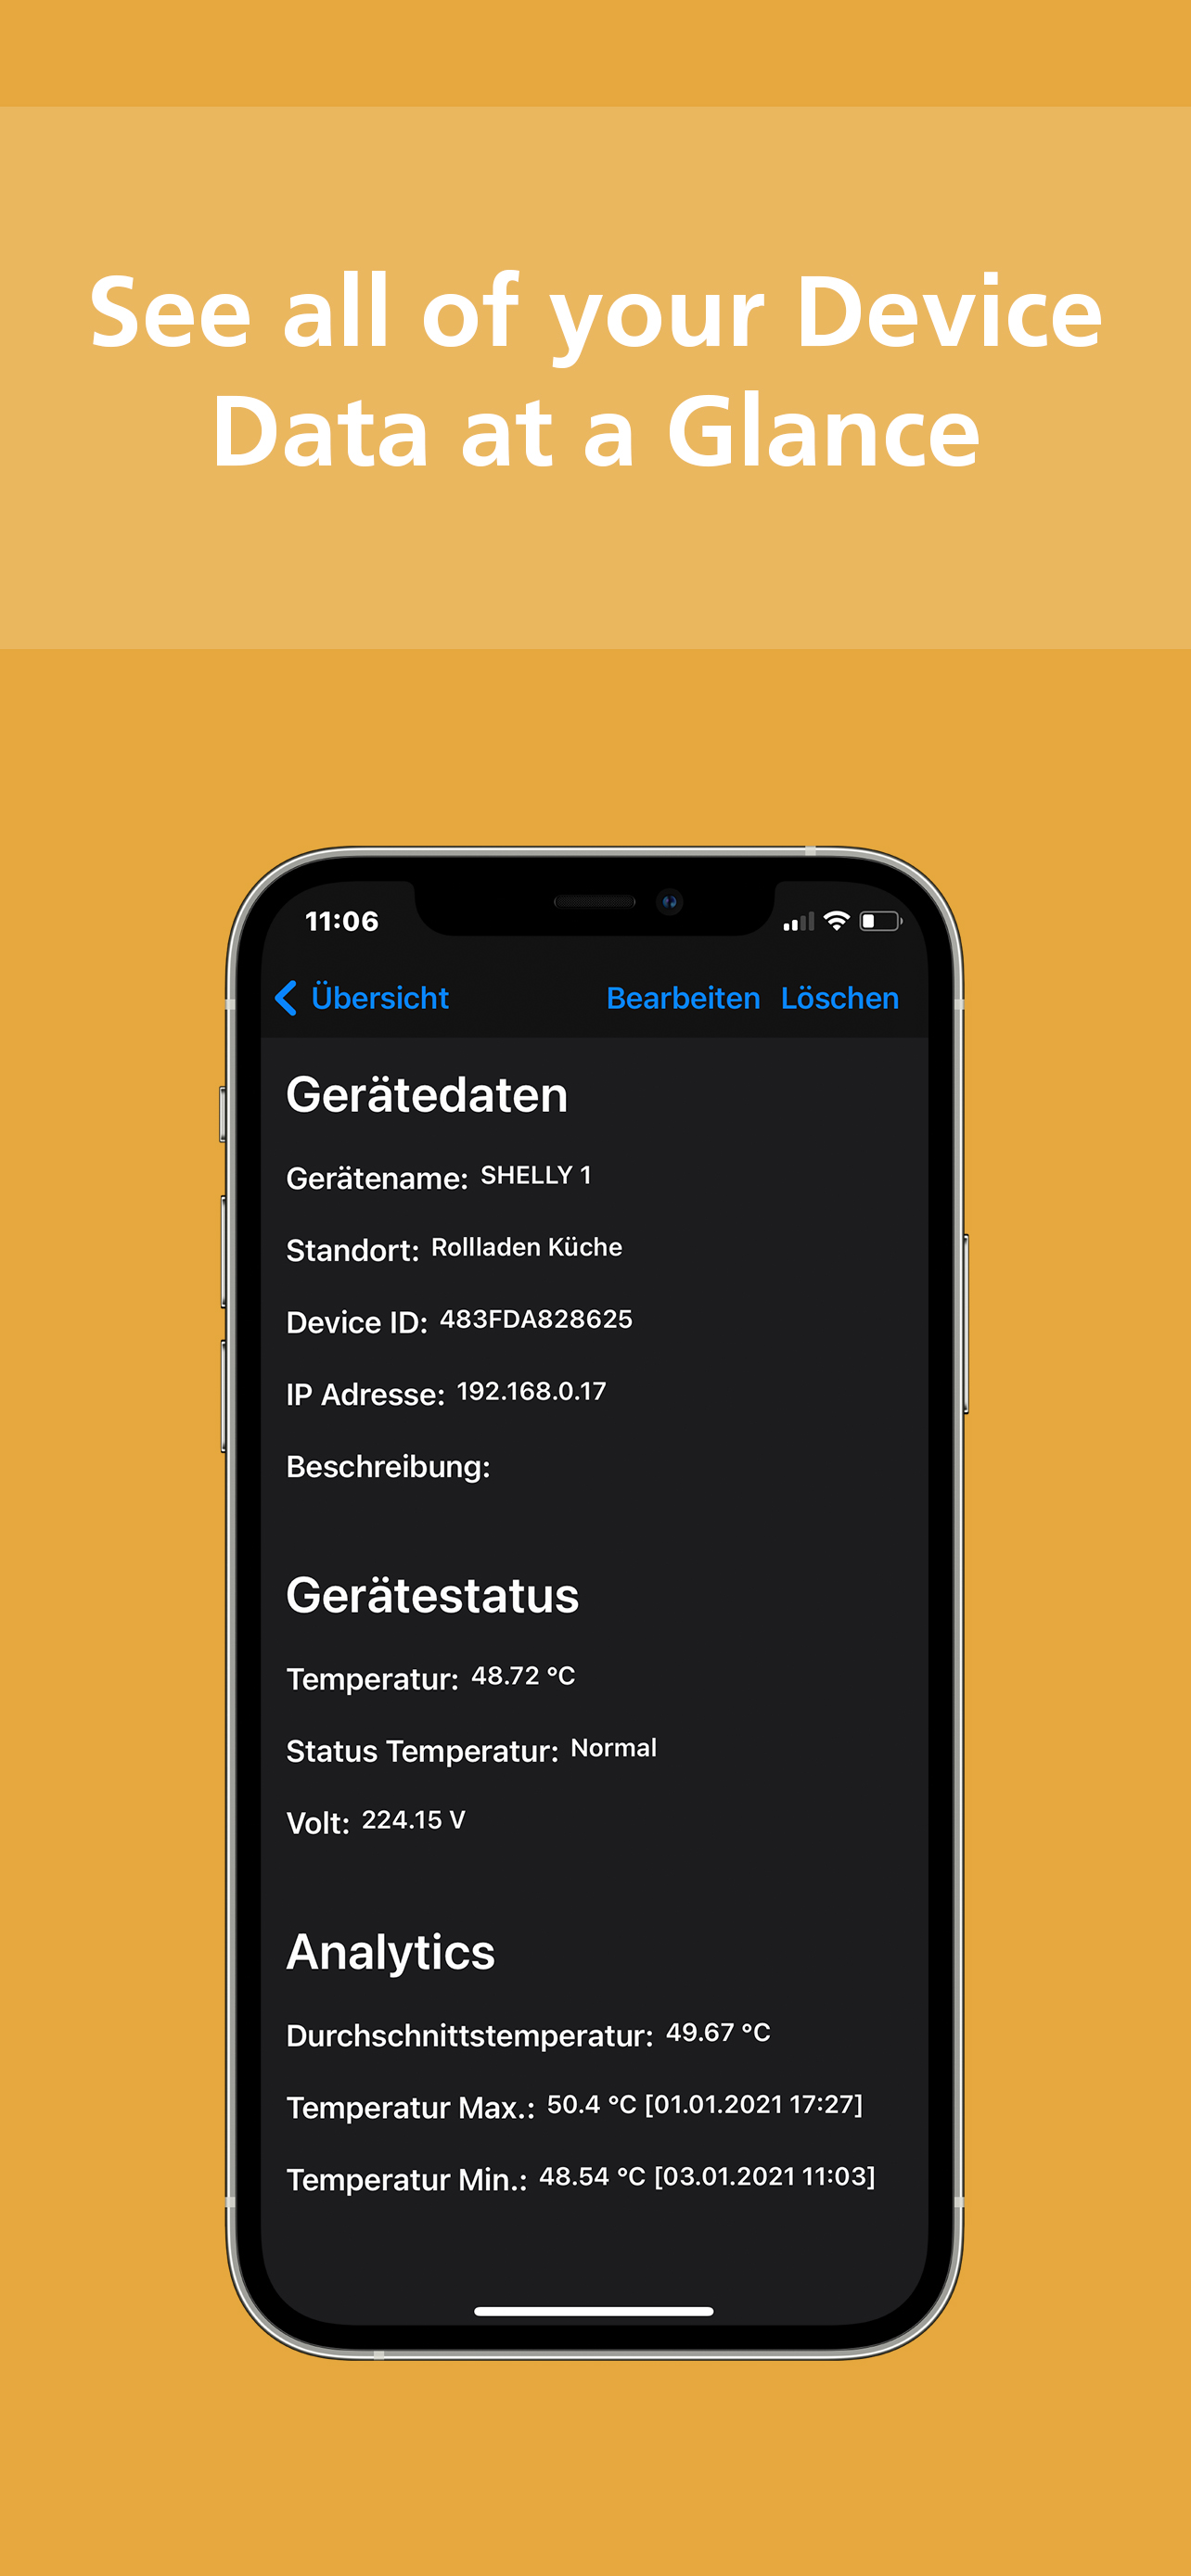 See all of your Device
Data at a Glance
11:06
Übersicht Bearbeiten Löschen
Gerätedaten
Gerätename: SHELLY 1
Standort: Rollladen Küche
Device ID: 483FDA828625
IP Adresse: 192.168.0.17
Beschreibung:
Gerätestatus
Temperatur: 48.72 °C
Status Temperatur: Normal
Volt: 224.15 V
Analytics
Durchschnittstemperatur: 49.67 °C
Temperatur Max.: 50.4 °C [01.01.2021 17:27]
Temperatur Min.: 48.54 °C [03.01.2021 11:03]